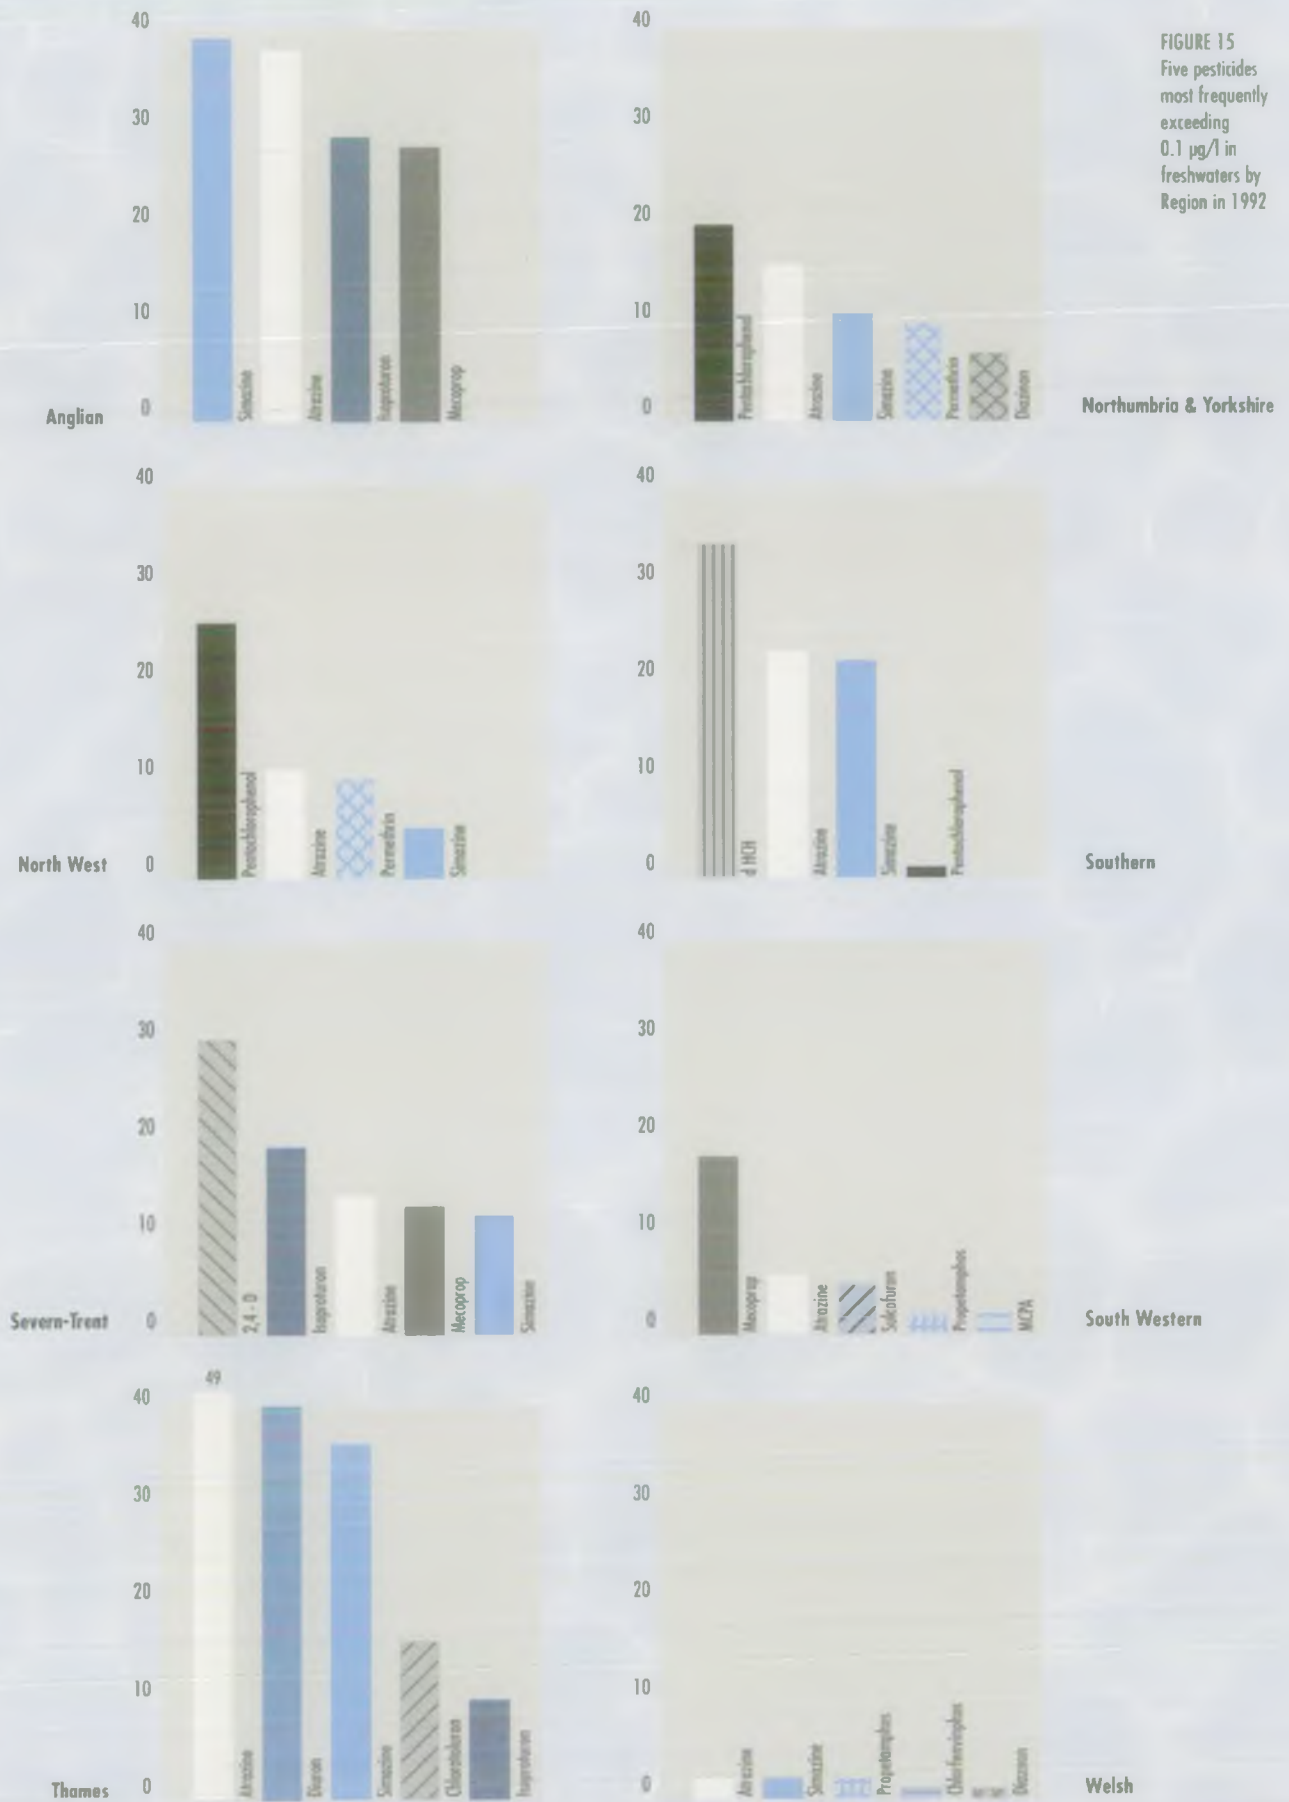 FIGURE 15
Five pesticides
most frequently
exceeding
0.1 µg/l in
freshwaters by
Region in 1992
40
30
20
10
0
Anglian
Simazine
Atrazine
Isoproturon
Mecoprop
40
30
20
10
0
Pentachlorophenol
Atrazine
Simazine
Permethrin
Diazinon
Northumbria & Yorkshire
40
30
20
10
0
North West
Pentachlorophenol
Atrazine
Permethrin
Simazine
40
30
20
10
0
d HCH
Atrazine
Simazine
Pentachlorophenol
Southern
40
30
20
10
0
Severn-Trent
2,4 - D
Isoproturon
Atrazine
Mecoprop
Simazine
40
30
20
10
0
Mecoprop
Atrazine
Sulcofuron
Propetamphos
MCPA
South Western
49
40
30
20
10
0
Thames
Atrazine
Diuron
Simazine
Chlorotoluron
Isoproturon
40
30
20
10
0
Atrazine
Simazine
Propetamphos
Chlorfenvinphos
Diazinon
Welsh